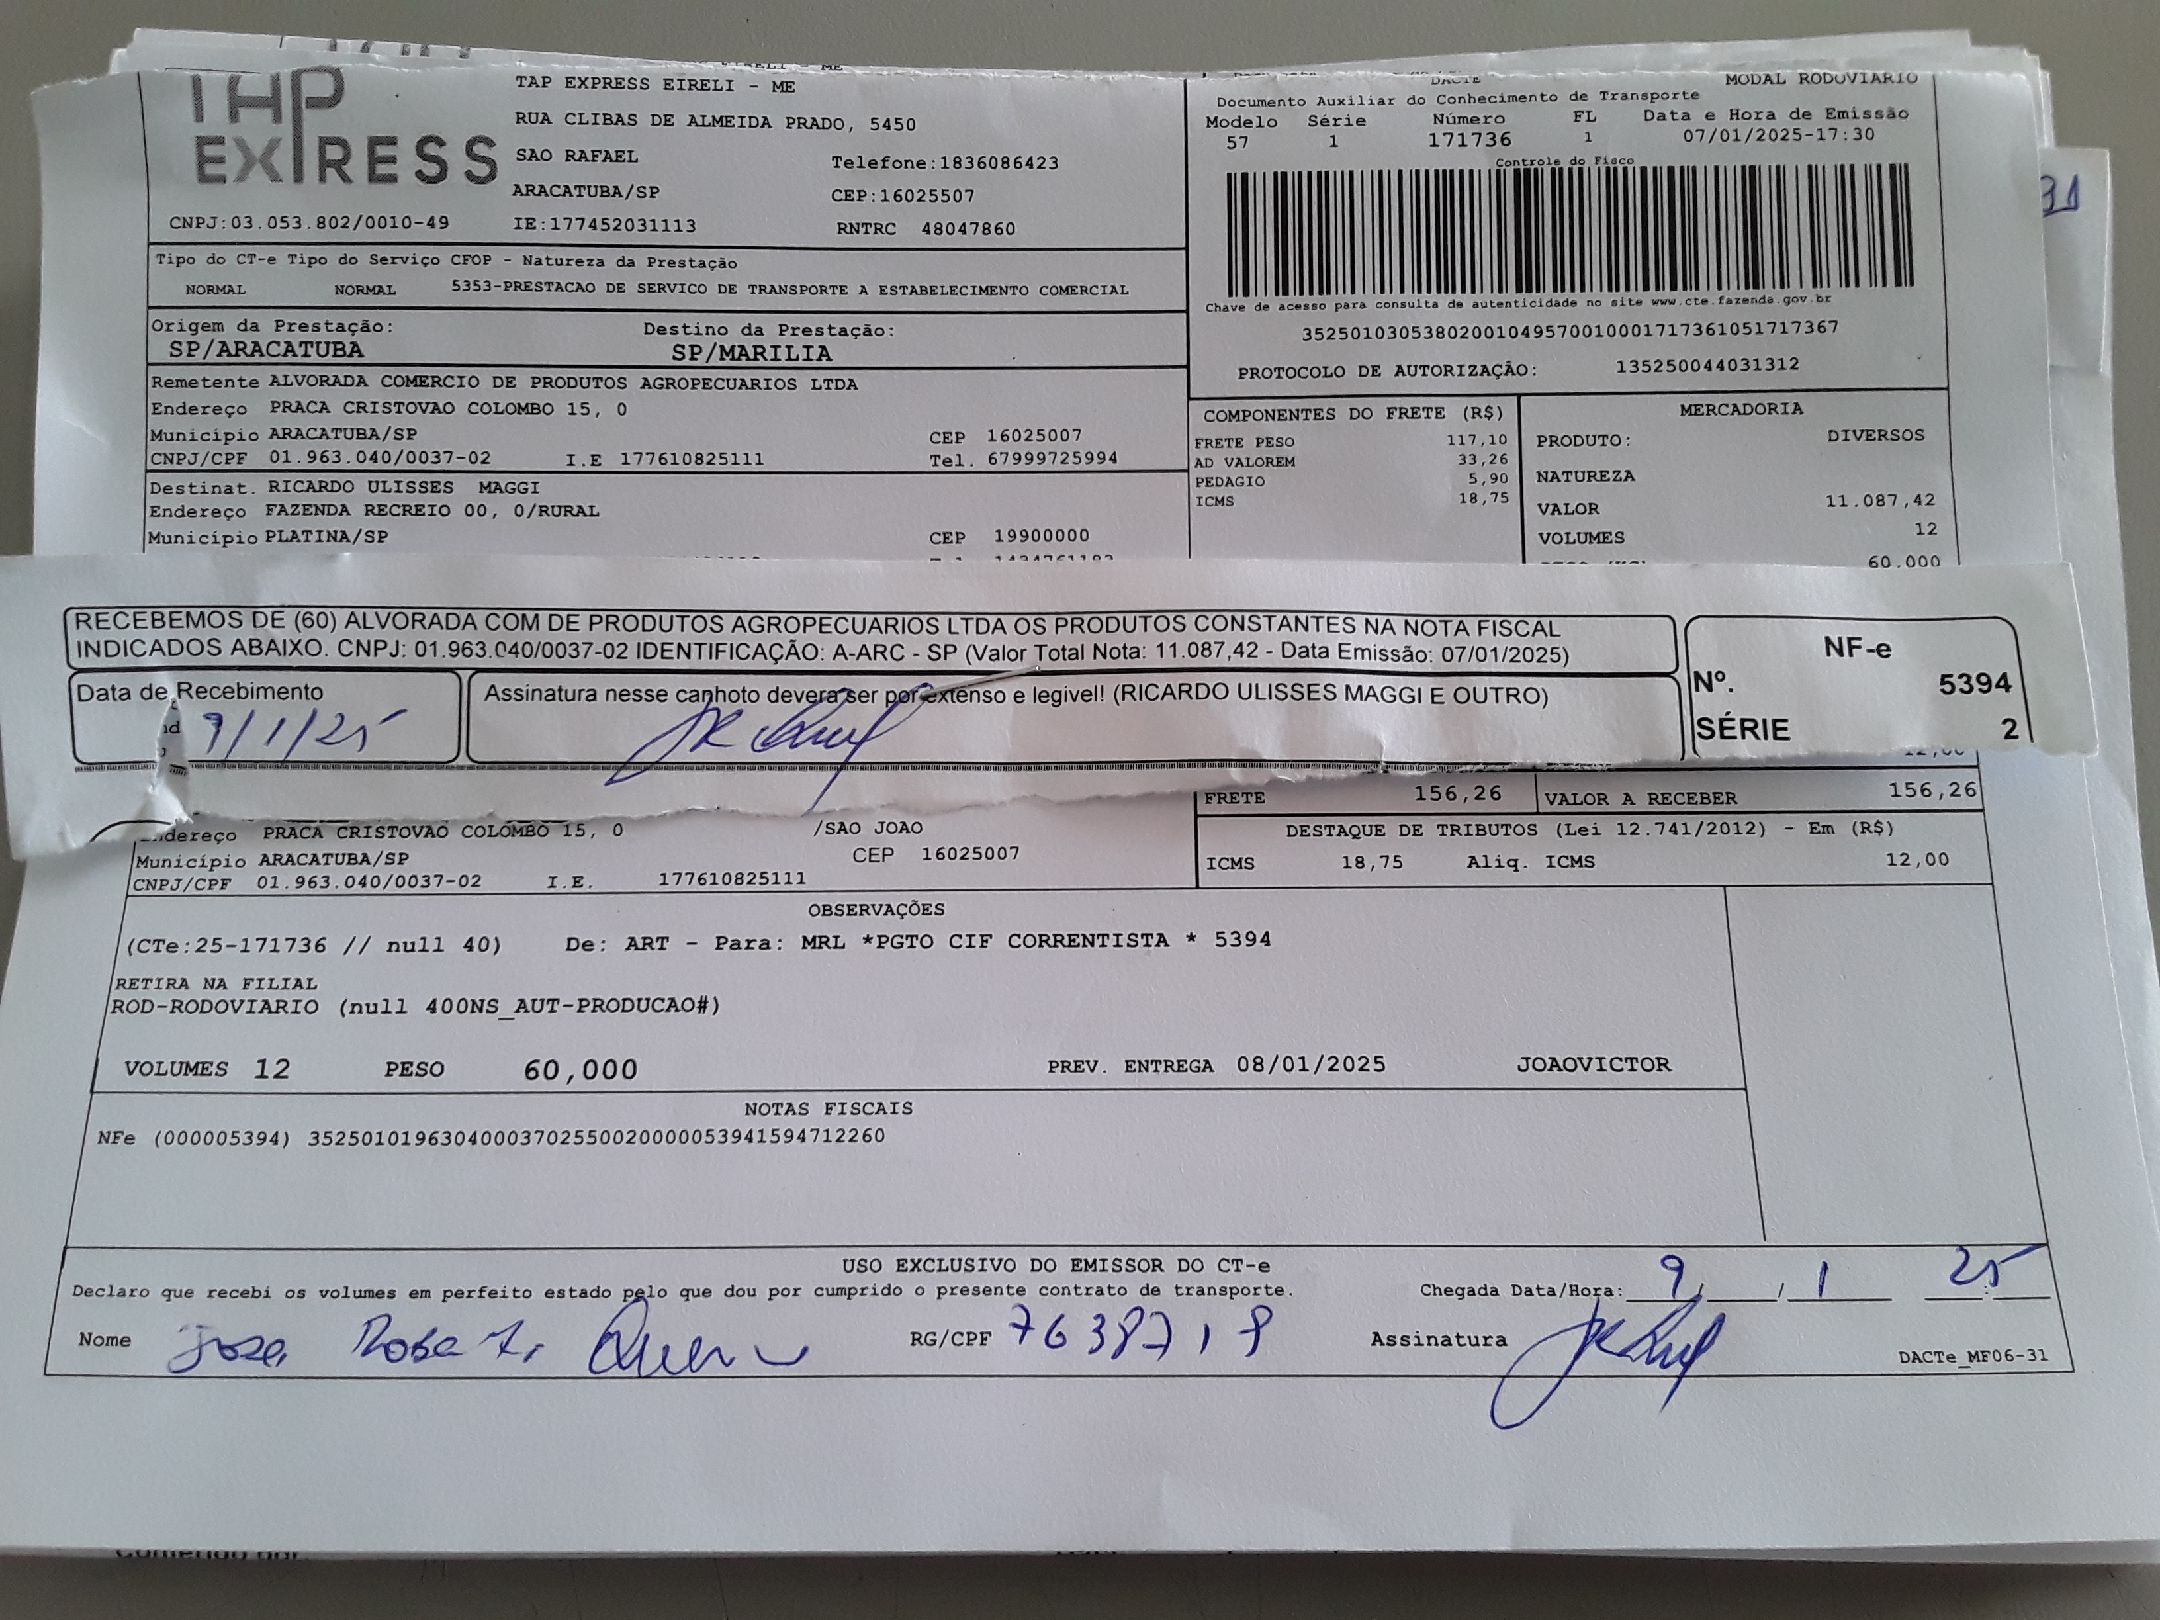 TAP
EXPRESS
TAP EXPRESS EIRELI - ME
RUA CLIBAS DE ALMEIDA PRADO, 5450
SAO RAFAEL
Telefone:1836086423
ARACATUBA/SP
CEP:16025507
CNPJ:03.053.802/0010-49 IE:177452031113 RNTRC 48047860
DACTE MODAL RODOVIARIO
Documento Auxiliar do Conhecimento de Transporte
Modelo Série Número FL Data e Hora de Emissão
57 1 171736 1 07/01/2025-17:30
Controle do Fisco
Chave de acesso para consulta de autenticidade no site www.cte.fazenda.gov.br
35250103053802001049570010001717361051717367
PROTOCOLO DE AUTORIZAÇÃO: 135250044031312
Tipo do CT-e Tipo do Serviço CFOP - Natureza da Prestação
NORMAL NORMAL 5353-PRESTACAO DE SERVICO DE TRANSPORTE A ESTABELECIMENTO COMERCIAL
Origem da Prestação: Destino da Prestação:
SP/ARACATUBA SP/MARILIA
Remetente ALVORADA COMERCIO DE PRODUTOS AGROPECUARIOS LTDA
Endereço PRACA CRISTOVAO COLOMBO 15, 0
Município ARACATUBA/SP CEP 16025007
CNPJ/CPF 01.963.040/0037-02 I.E 177610825111 Tel. 67999725994
Destinat. RICARDO ULISSES MAGGI
Endereço FAZENDA RECREIO 00, 0/RURAL
Município PLATINA/SP CEP 19900000
COMPONENTES DO FRETE (R$)
FRETE PESO 117,10
AD VALOREM 33,26
PEDAGIO 5,90
ICMS 18,75
MERCADORIA
PRODUTO: DIVERSOS
NATUREZA
VALOR 11.087,42
VOLUMES 12
60,000
RECEBEMOS DE (60) ALVORADA COM DE PRODUTOS AGROPECUARIOS LTDA OS PRODUTOS CONSTANTES NA NOTA FISCAL
INDICADOS ABAIXO. CNPJ: 01.963.040/0037-02 IDENTIFICAÇÃO: A-ARC - SP (Valor Total Nota: 11.087,42 - Data Emissão: 07/01/2025)
Data de Recebimento
9/1/25
Assinatura nesse canhoto devera ser por extenso e legivel! (RICARDO ULISSES MAGGI E OUTRO)
NF-e
Nº. 5394
SÉRIE 2
FRETE 156,26 VALOR A RECEBER 156,26
Endereço PRACA CRISTOVAO COLOMBO 15, 0 /SAO JOAO
Município ARACATUBA/SP CEP 16025007
CNPJ/CPF 01.963.040/0037-02 I.E. 177610825111
DESTAQUE DE TRIBUTOS (Lei 12.741/2012) - Em (R$)
ICMS 18,75 Aliq. ICMS 12,00
OBSERVAÇÕES
(CTe:25-171736 // null 40) De: ART - Para: MRL *PGTO CIF CORRENTISTA * 5394
RETIRA NA FILIAL
ROD-RODOVIARIO (null 400NS_AUT-PRODUCAO#)
VOLUMES 12 PESO 60,000 PREV. ENTREGA 08/01/2025 JOAOVICTOR
NOTAS FISCAIS
NFe (000005394) 35250101963040003702550020000053941594712260
USO EXCLUSIVO DO EMISSOR DO CT-e
Declaro que recebi os volumes em perfeito estado pelo que dou por cumprido o presente contrato de transporte. Chegada Data/Hora: 9/1 25
Nome Jose Roberto RG/CPF 7638718 Assinatura
DACTe_MF06-31